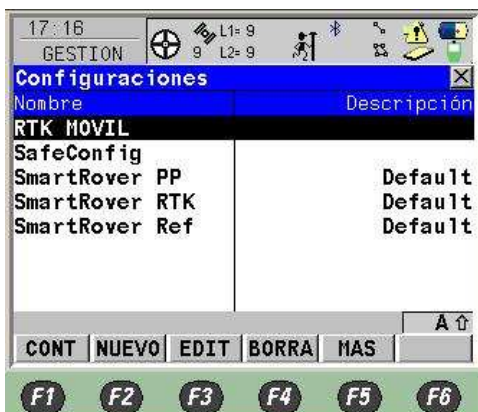 17:16
GESTION
9
L1= 9
L2= 9
Configuraciones
Nombre Descripción
RTK MOVIL
SafeConfig
SmartRover PP Default
SmartRover RTK Default
SmartRover Ref Default
A
CONT NUEVO EDIT BORRA MAS
F1 F2 F3 F4 F5 F6